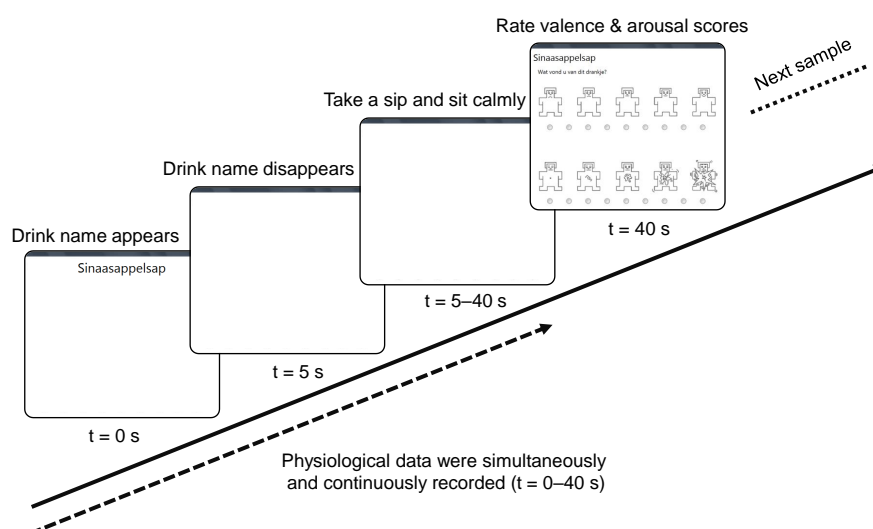 Rate valence & arousal scores
Sinaasappelsap
Wat vond u van dit drankje?
Next sample
Take a sip and sit calmly
Drink name disappears
t = 40 s
Drink name appears
Sinaasappelsap
t = 5–40 s
t = 5 s
t = 0 s
Physiological data were simultaneously
and continuously recorded (t = 0–40 s)